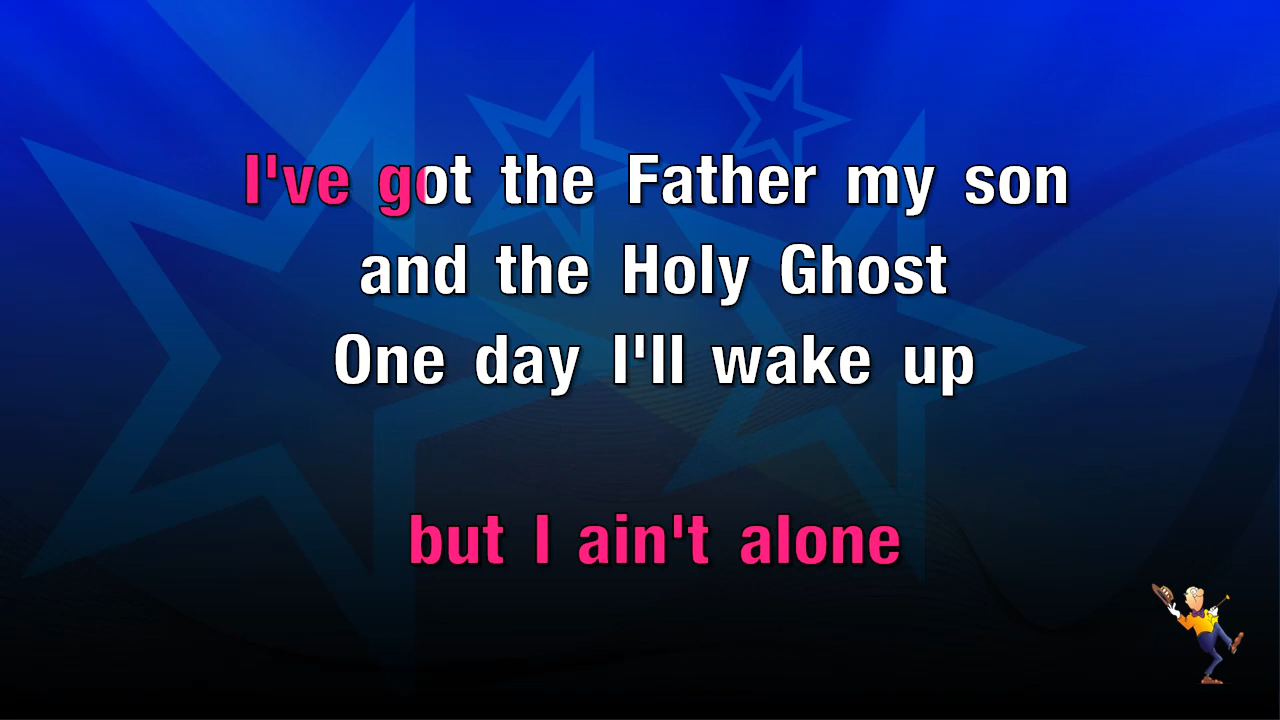 I've got the Father my son
and the Holy Ghost
One day I'll wake up
but I ain't alone